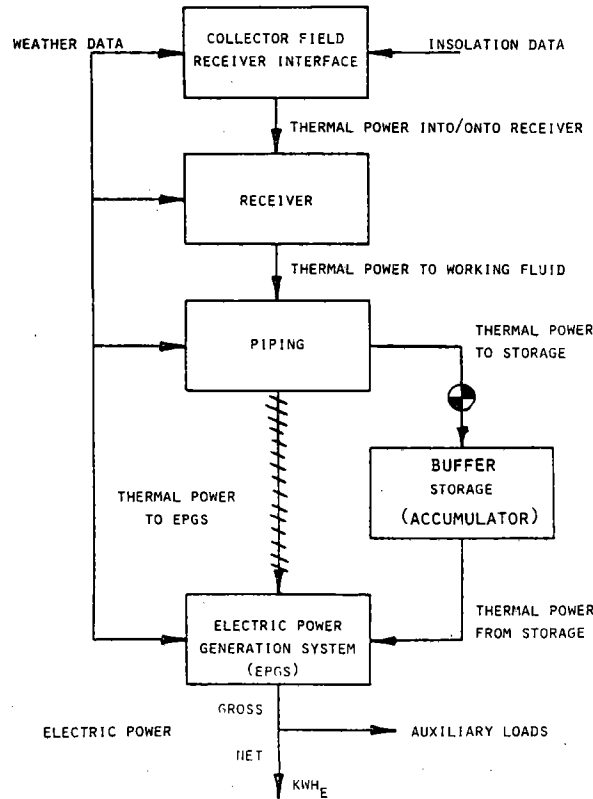 WEATHER DATA
COLLECTOR FIELD
RECEIVER INTERFACE
INSOLATION DATA
THERMAL POWER INTO/ONTO RECEIVER
RECEIVER
THERMAL POWER TO WORKING FLUID
PIPING
THERMAL POWER
TO STORAGE
BUFFER
STORAGE
(ACCUMULATOR)
THERMAL POWER
TO EPGS
ELECTRIC POWER
GENERATION SYSTEM
(EPGS)
THERMAL POWER
FROM STORAGE
GROSS
ELECTRIC POWER
AUXILIARY LOADS
NET
KWHE